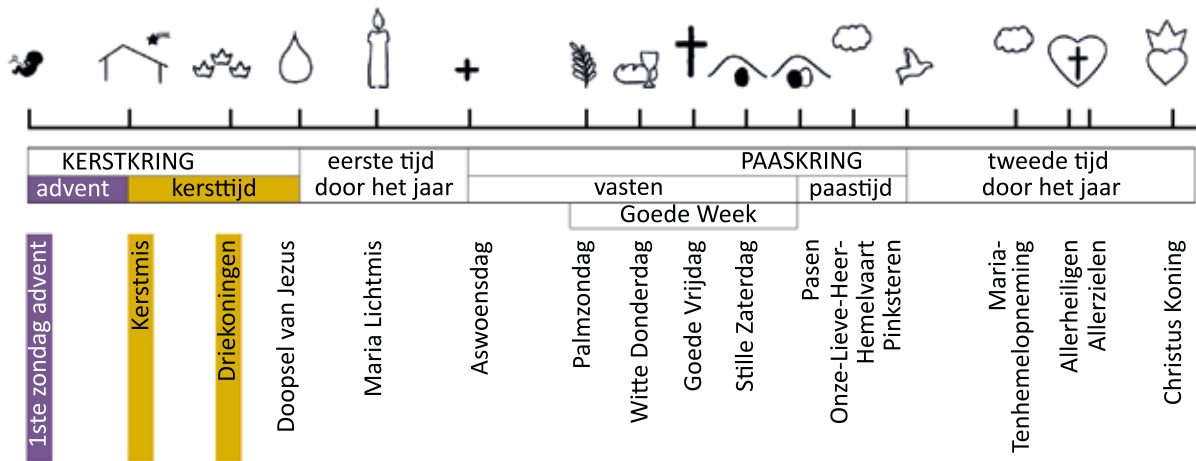 KERSTKRING
eerste tijd
door het jaar
PAASKRING
tweede tijd
door het jaar
advent
kersttijd
vasten
paastijd
Goede Week
1ste zondag advent
Kerstmis
Driekoningen
Doopsel van Jezus
Maria Lichtmis
Aswoensdag
Palmzondag
Witte Donderdag
Goede Vrijdag
Stille Zaterdag
Pasen
Onze-Lieve-Heer-
Hemelvaart
Pinksteren
Maria-
Tenhemelopneming
Allerheiligen
Allerzielen
Christus Koning